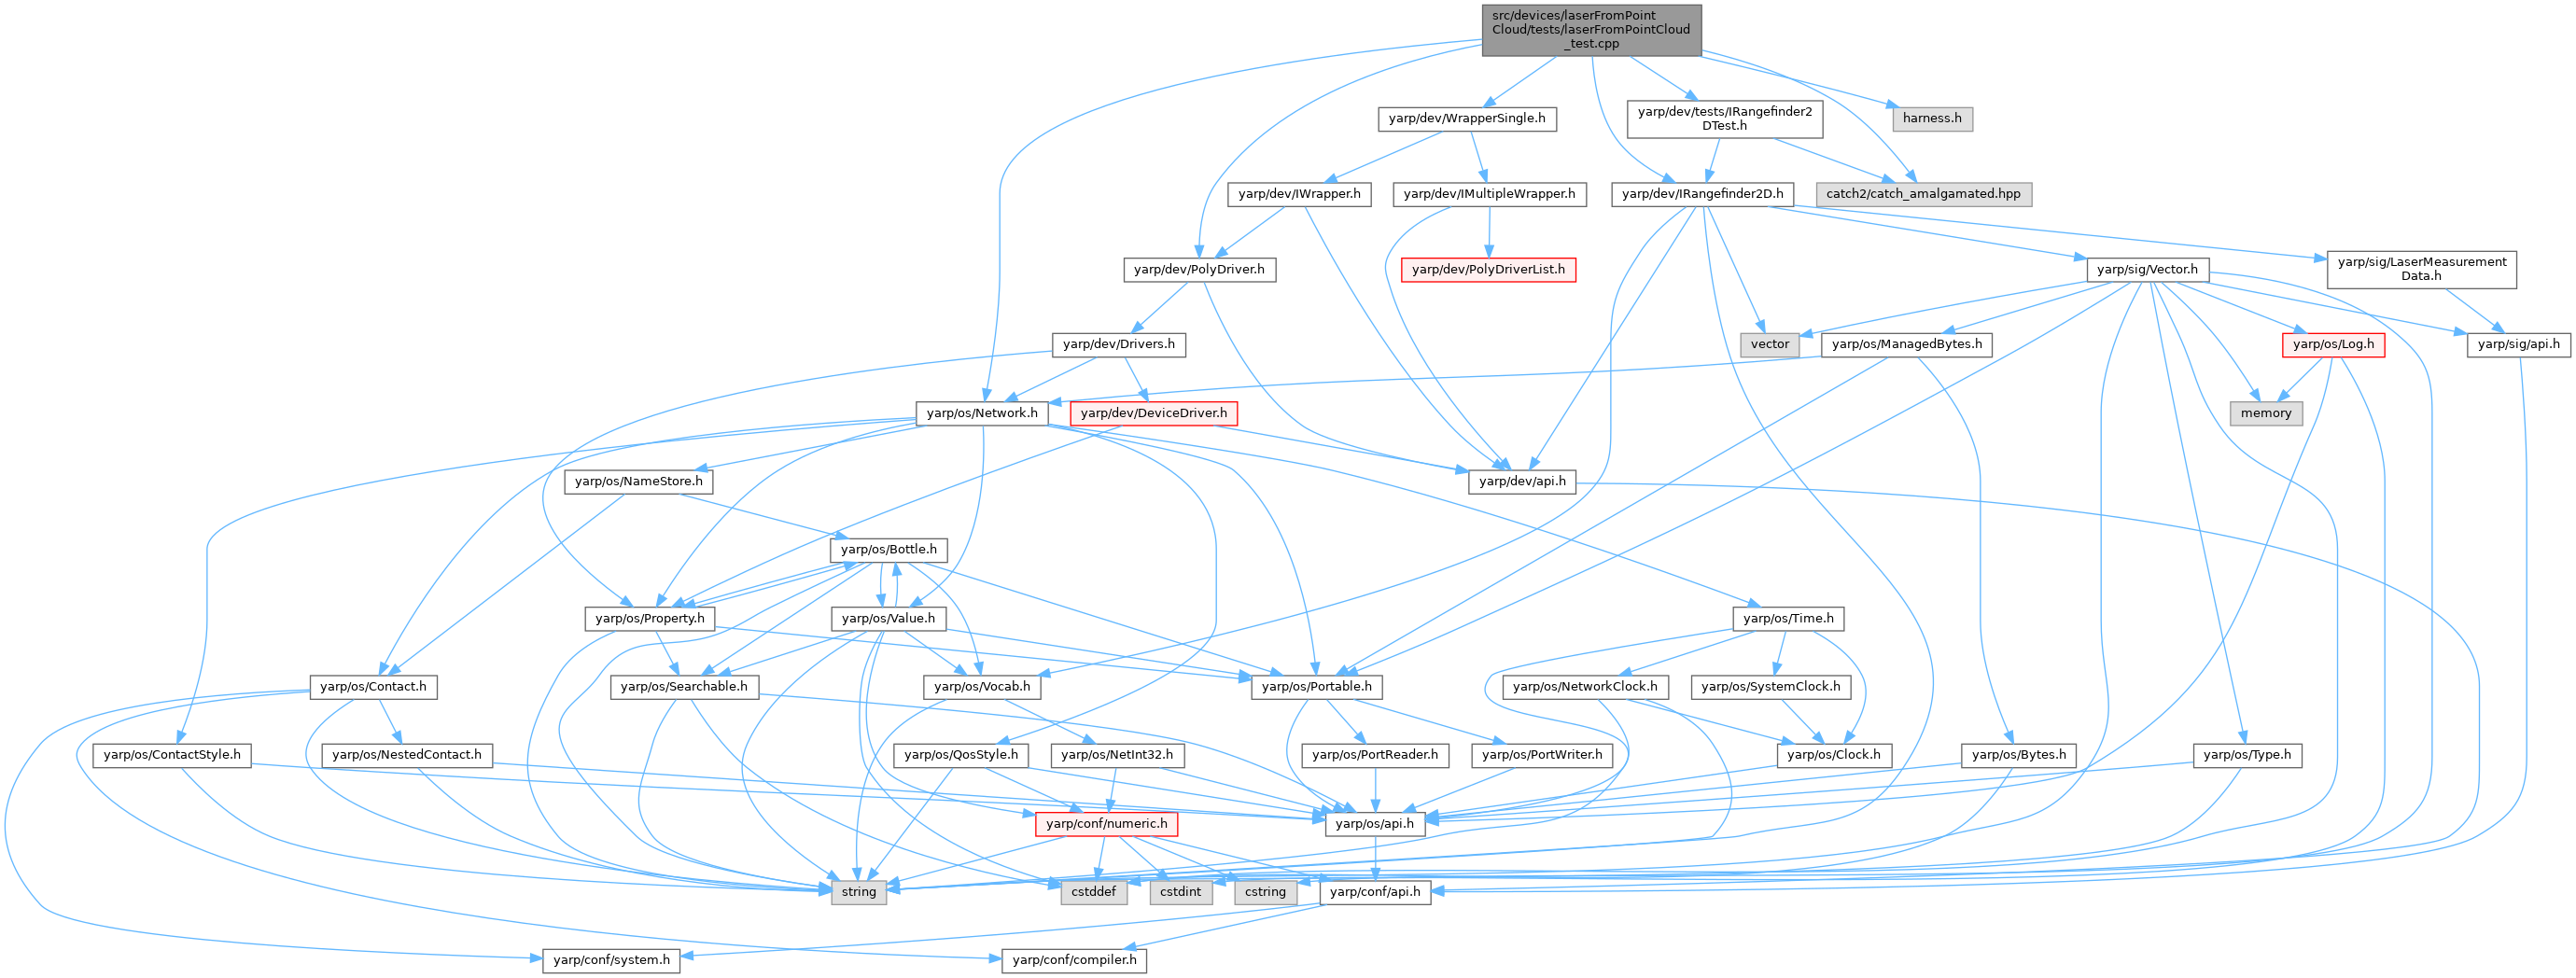 src/devices/laserFromPoint
Cloud/tests/laserFromPointCloud
_test.cpp
yarp/dev/WrapperSingle.h
yarp/dev/tests/IRangefinder2
DTest.h
harness.h
yarp/dev/IWrapper.h
yarp/dev/IMultipleWrapper.h
yarp/dev/IRangefinder2D.h
catch2/catch_amalgamated.hpp
yarp/dev/PolyDriver.h
yarp/dev/PolyDriverList.h
yarp/sig/Vector.h
yarp/sig/LaserMeasurement
Data.h
yarp/dev/Drivers.h
vector
yarp/os/ManagedBytes.h
yarp/os/Log.h
yarp/sig/api.h
yarp/os/Network.h
yarp/dev/DeviceDriver.h
memory
yarp/os/NameStore.h
yarp/dev/api.h
yarp/os/Bottle.h
yarp/os/Property.h
yarp/os/Value.h
yarp/os/Time.h
yarp/os/Contact.h
yarp/os/Searchable.h
yarp/os/Vocab.h
yarp/os/Portable.h
yarp/os/NetworkClock.h
yarp/os/SystemClock.h
yarp/os/ContactStyle.h
yarp/os/NestedContact.h
yarp/os/QosStyle.h
yarp/os/NetInt32.h
yarp/os/PortReader.h
yarp/os/PortWriter.h
yarp/os/Clock.h
yarp/os/Bytes.h
yarp/os/Type.h
yarp/conf/numeric.h
yarp/os/api.h
string
cstddef
cstdint
cstring
yarp/conf/api.h
yarp/conf/system.h
yarp/conf/compiler.h